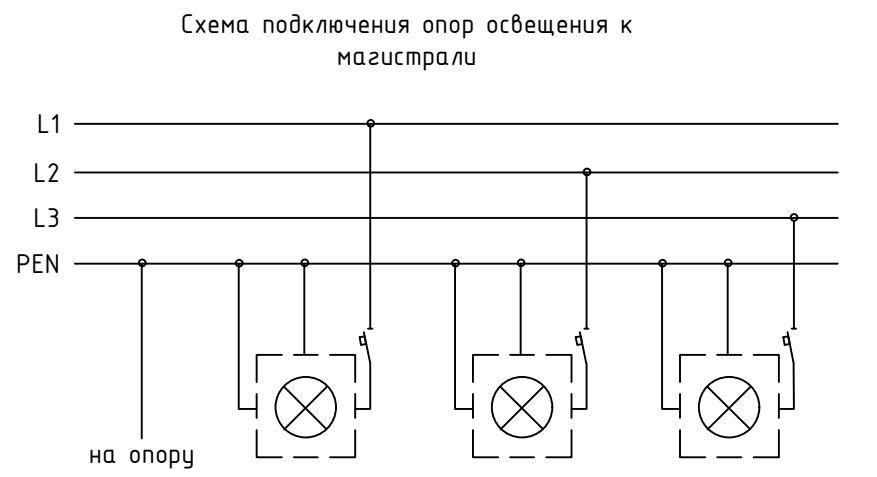 Схема подключения опор освещения к
магистрали
L1
L2
L3
PEN
на опору